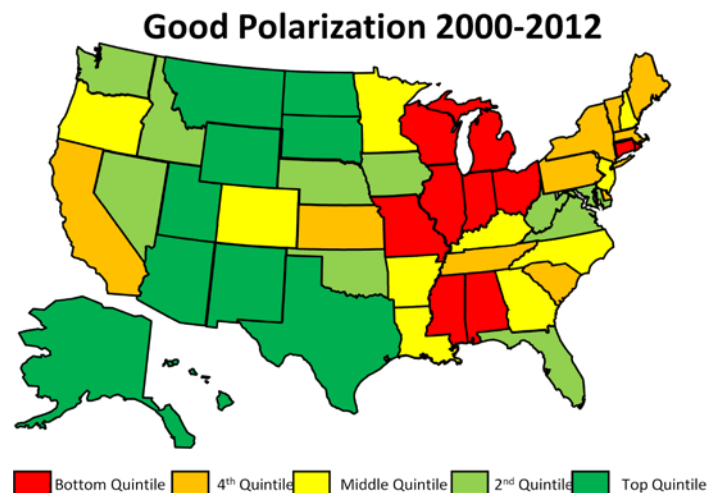 Good Polarization 2000-2012
Bottom Quintile 4th Quintile Middle Quintile 2nd Quintile Top Quintile